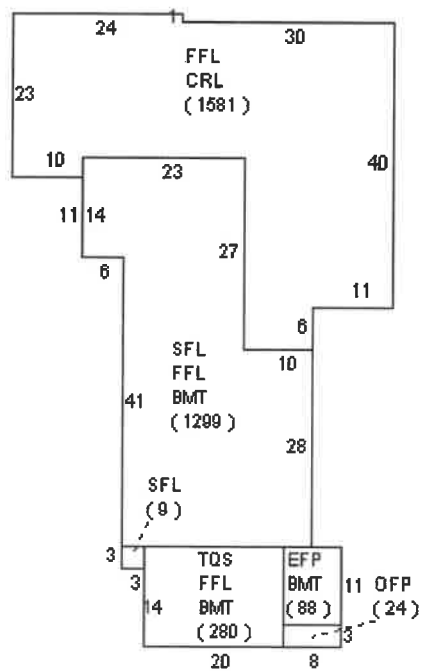 24
1
30
FFL
CRL
(1581)
23
40
10
23
11
14
27
6
11
6
10
SFL
FFL
BMT
(1299)
41
28
SFL
(9)
3
3
TQS
FFL
BMT
(280)
14
EFP
BMT
(88)
11
OFP
(24)
3
20
8